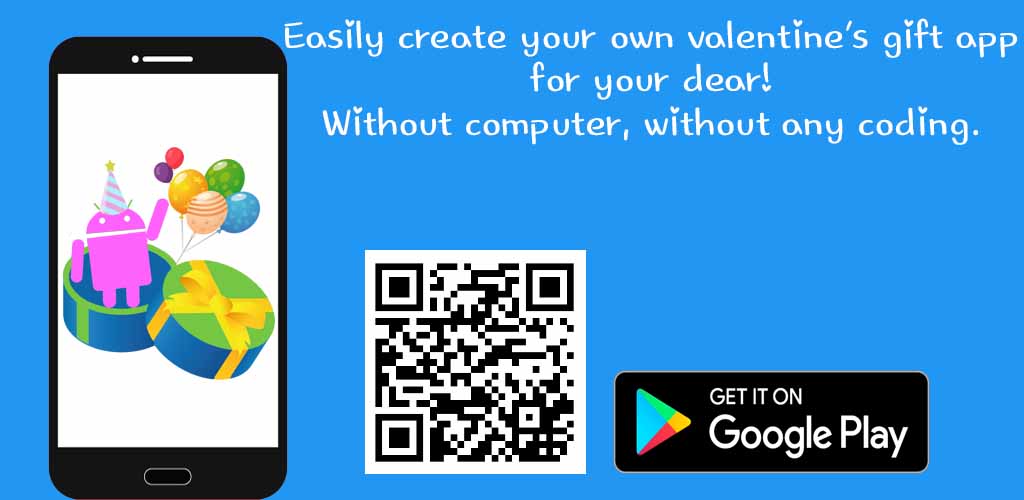 Easily create your own valentine's gift app
for your dear!
Without computer, without any coding.
GET IT ON
Google Play